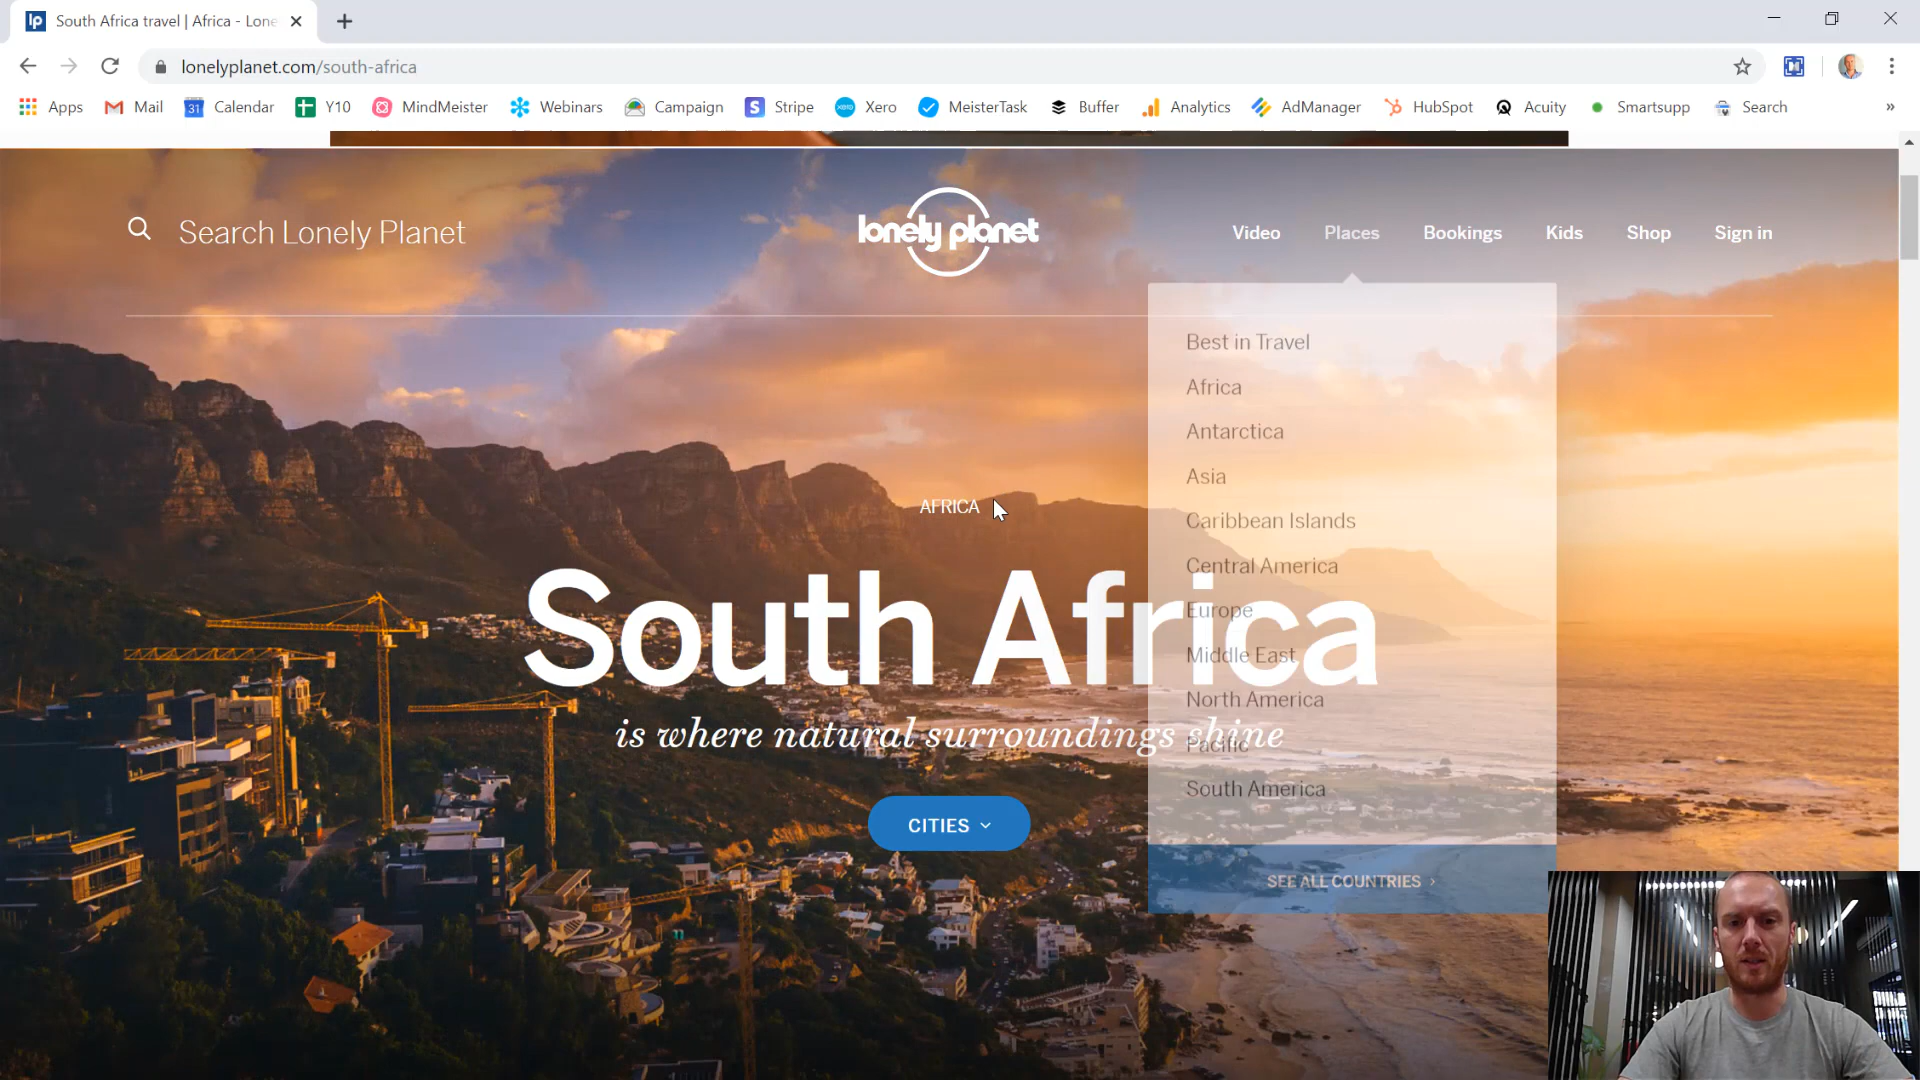 South Africa travel | Africa - Lone
lonelyplanet.com/south-africa
Apps Mail 31 Calendar Y10 MindMeister Webinars Campaign S Stripe xero Xero MeisterTask Buffer Analytics AdManager HubSpot Acuity Smartsupp Search »
Search Lonely Planet
lonely planet
Video Places Bookings Kids Shop Sign in
Best in Travel
Africa
Antarctica
Asia
Caribbean Islands
Central America
Europe
Middle East
North America
Pacific
South America
SEE ALL COUNTRIES ›
AFRICA
South Africa
is where natural surroundings shine
CITIES